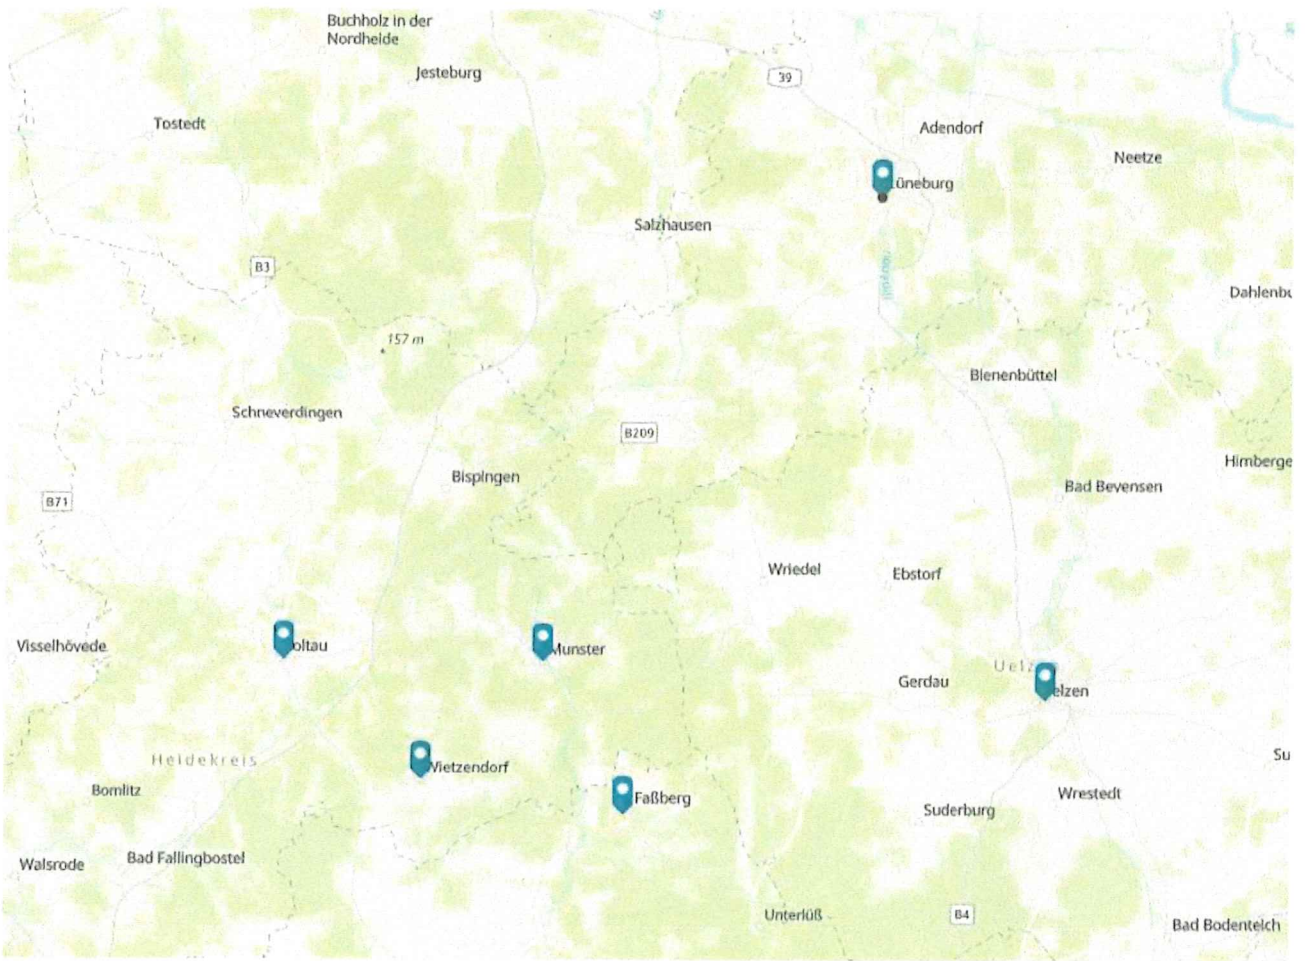 Buchholz in der
Nordheide
Jesteburg
39
Tostedt
Adendorf
Neetze
üneburg
Salzhausen
B3
Dahlenbu
157 m
Bienenbüttel
Schneverdingen
B209
Bispingen
Himberge
B71
Bad Bevensen
Wriedel
Ebstorf
Visselhövede
oltau
Munster
Uelz
Gerdau
elzen
Heidekreis
Su
Wietzendorf
Bomlitz
Faßberg
Wrestedt
Suderburg
Walsrode
Bad Fallingbostel
Unterlüß
B4
Bad Bodenteich